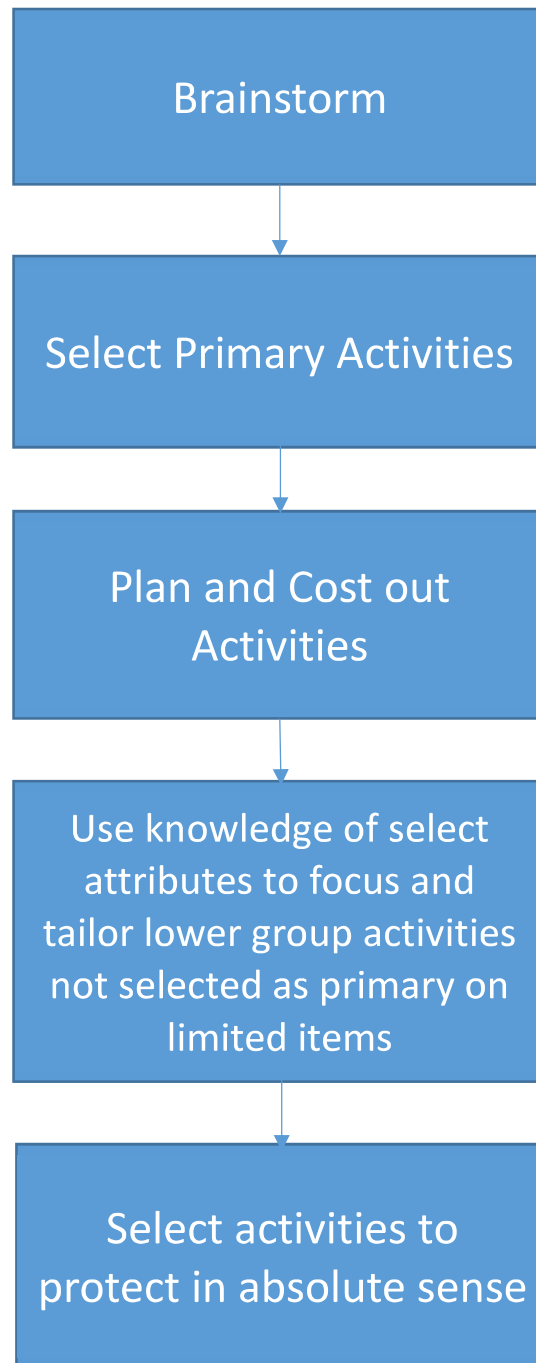 Brainstorm
Select Primary Activities
Plan and Cost out
Activities
Use knowledge of select
attributes to focus and
tailor lower group activities
not selected as primary on
limited items
Select activities to
protect in absolute sense